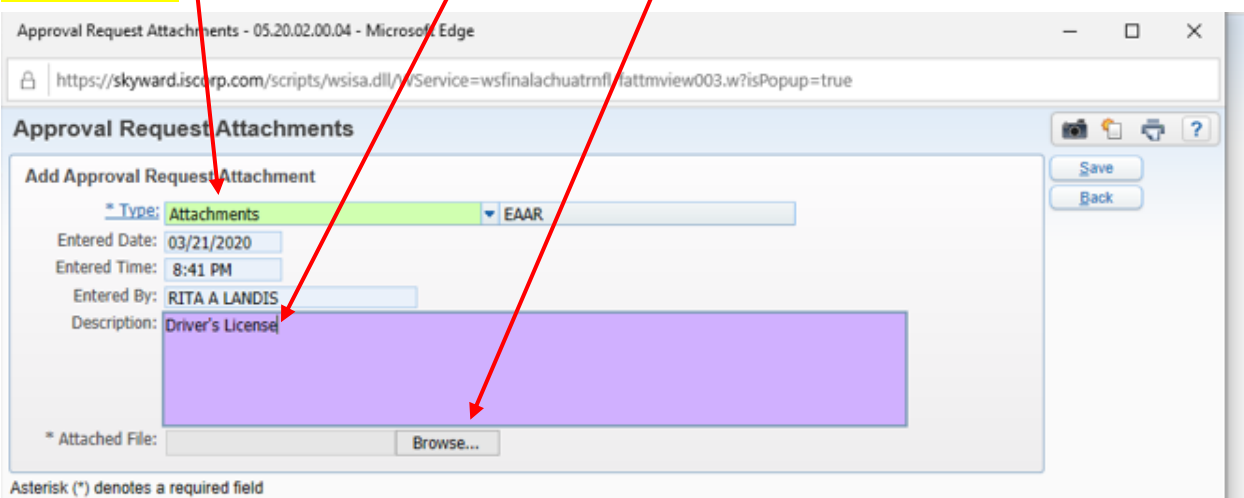 Approval Request Attachments - 05.20.02.00.04 - Microsoft Edge
https://skyward.iscorp.com/scripts/wsisa.dll/WService=wsfinalachuatrnfl/fattmview003.w?isPopup=true
Approval Request Attachments
?
Add Approval Request Attachment
Save
* Type: Attachments EAAR
Back
Entered Date: 03/21/2020
Entered Time: 8:41 PM
Entered By: RITA A LANDIS
Description: Driver's License
* Attached File: Browse...
Asterisk (*) denotes a required field